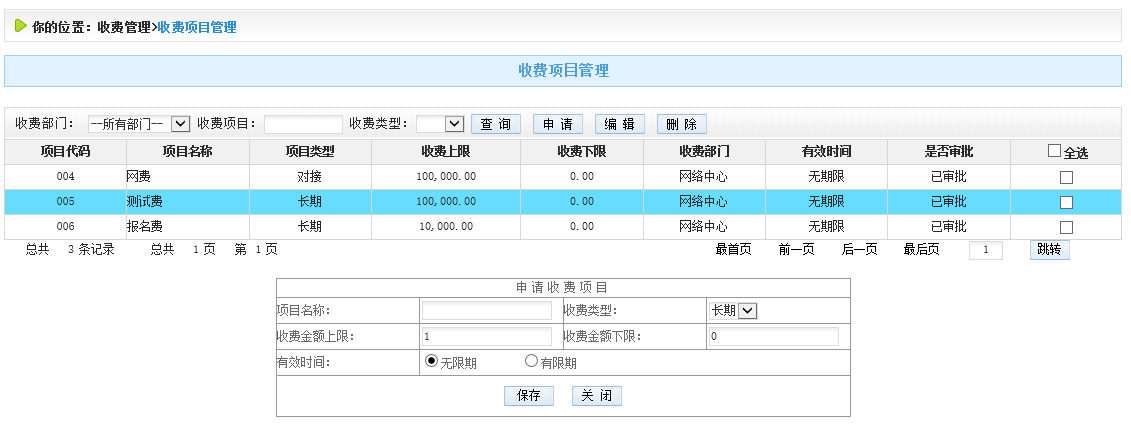 你的位置：收费管理>收费项目管理
收费项目管理
收费部门： --所有部门-- 收费项目： 收费类型： 查 询 申 请 编 辑 删 除
项目代码 项目名称 项目类型 收费上限 收费下限 收费部门 有效时间 是否审批 全选
004 网费 对接 100,000.00 0.00 网络中心 无期限 已审批
005 测试费 长期 100,000.00 0.00 网络中心 无期限 已审批
006 报名费 长期 10,000.00 0.00 网络中心 无期限 已审批
总共 3 条记录 总共 1 页 第 1 页 最首页 前一页 后一页 最后页 1 跳转
申 请 收 费 项 目
项目名称： 收费类型： 长期
收费金额上限： 1 收费金额下限： 0
有效时间： 无限期 有限期
保存 关 闭